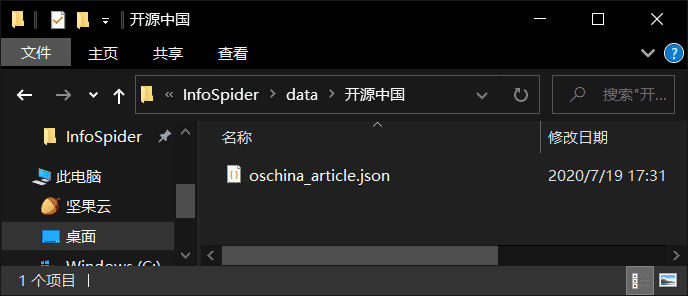 开源中国
文件 主页 共享 查看
« InfoSpider > data > 开源中国 搜索"开...
InfoSpider
名称 修改日期
此电脑
oschina_article.json 2020/7/19 17:31
坚果云
桌面
Windows (C:)
1 个项目